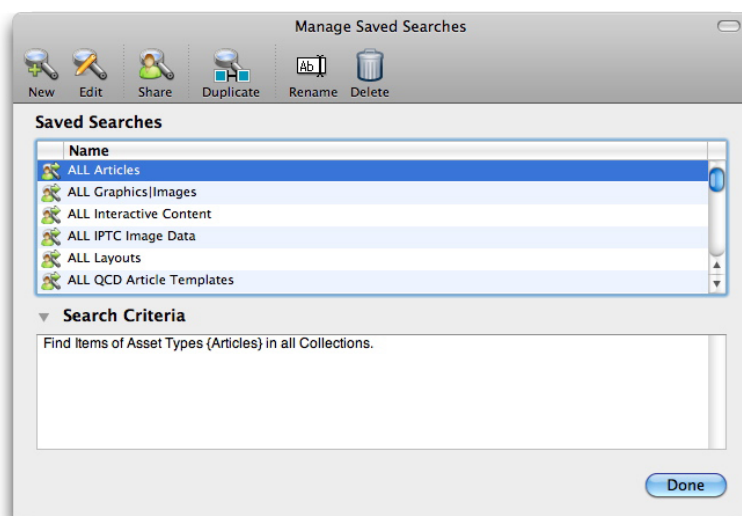 Manage Saved Searches
New Edit Share Duplicate Ab Rename Delete
Saved Searches
Name
ALL Articles
ALL Graphics|Images
ALL Interactive Content
ALL IPTC Image Data
ALL Layouts
ALL QCD Article Templates
Search Criteria
Find Items of Asset Types {Articles} in all Collections.
Done